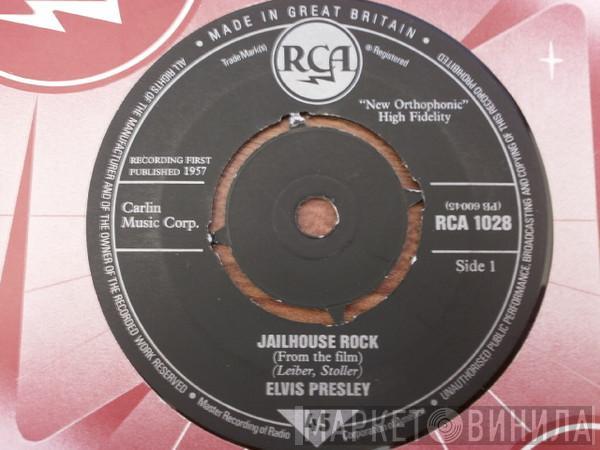 • MADE IN GREAT BRITAIN •
TradeMark(s)
RCA
® Registered
"New Orthophonic"
High Fidelity
RECORDING FIRST
PUBLISHED 1957
Carlin
Music Corp.
(PB 60045)
RCA 1028
Side 1
JAILHOUSE ROCK
(From the film)
(Leiber, Stoller)
ELVIS PRESLEY
45
Master Recording of Radio Corporation of
ALL RIGHTS OF THE MANUFACTURER AND OF THE OWNER OF THE RECORDED WORK RESERVED •
• UNAUTHORISED PUBLIC PERFORMANCE, BROADCASTING AND COPYING OF THIS RECORD PROHIBITED
МАРКЕТ ВИНИЛА